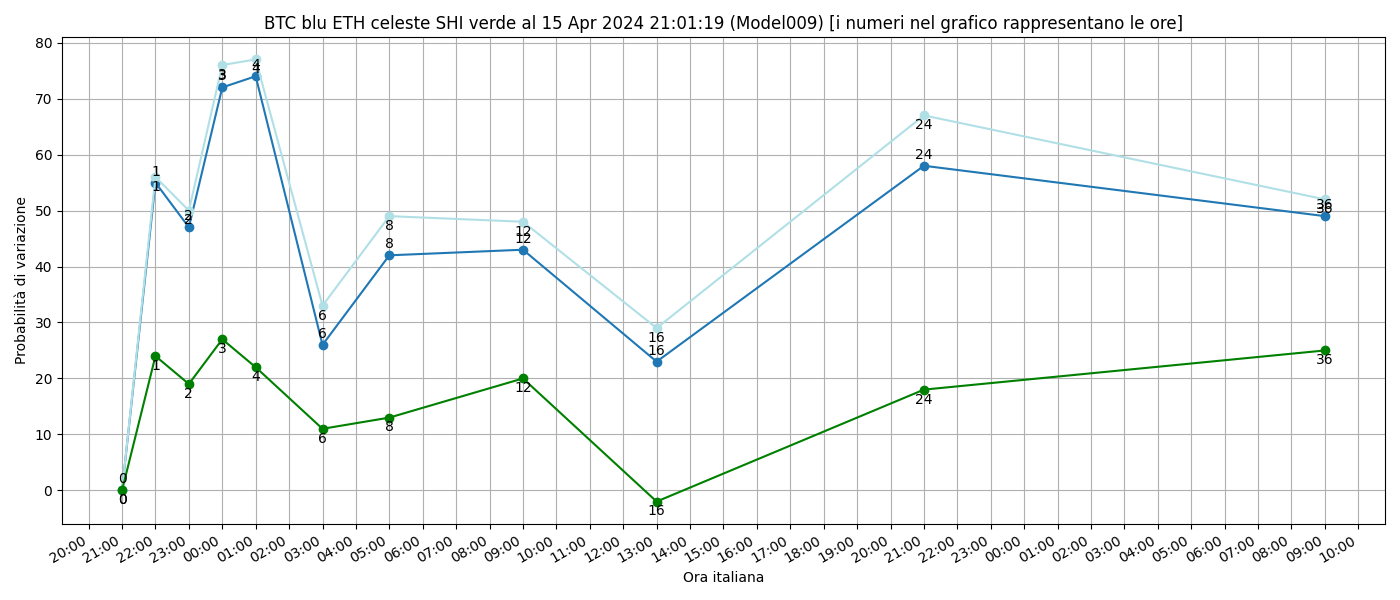 BTC blu ETH celeste SHI verde al 15 Apr 2024 21:01:19 (Model009) [i numeri nel grafico rappresentano le ore]
80
70
60
50
40
30
20
10
0
Probabilità di variazione
3 3 4 4
1 1 2 2
24
24
6 6
8 8
12 12
16 16
36 36
0 0
1 2 3 4 6 8 12 16 24 36
20:00 21:00 22:00 23:00 00:00 01:00 02:00 03:00 04:00 05:00 06:00 07:00 08:00 09:00 10:00 11:00 12:00 13:00 14:00 15:00 16:00 17:00 18:00 19:00 20:00 21:00 22:00 23:00 00:00 01:00 02:00 03:00 04:00 05:00 06:00 07:00 08:00 09:00 10:00
Ora italiana